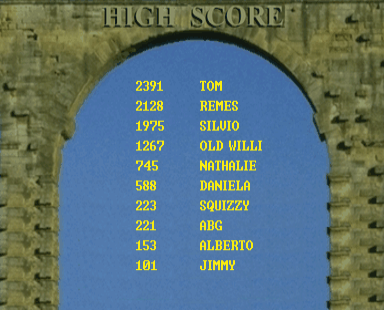 HIGH SCORE
2391 TOM
2128 REMES
1975 SILVIO
1267 OLD WILLI
745 NATHALIE
588 DANIELA
223 SQUIZZY
221 ABG
153 ALBERTO
101 JIMMY